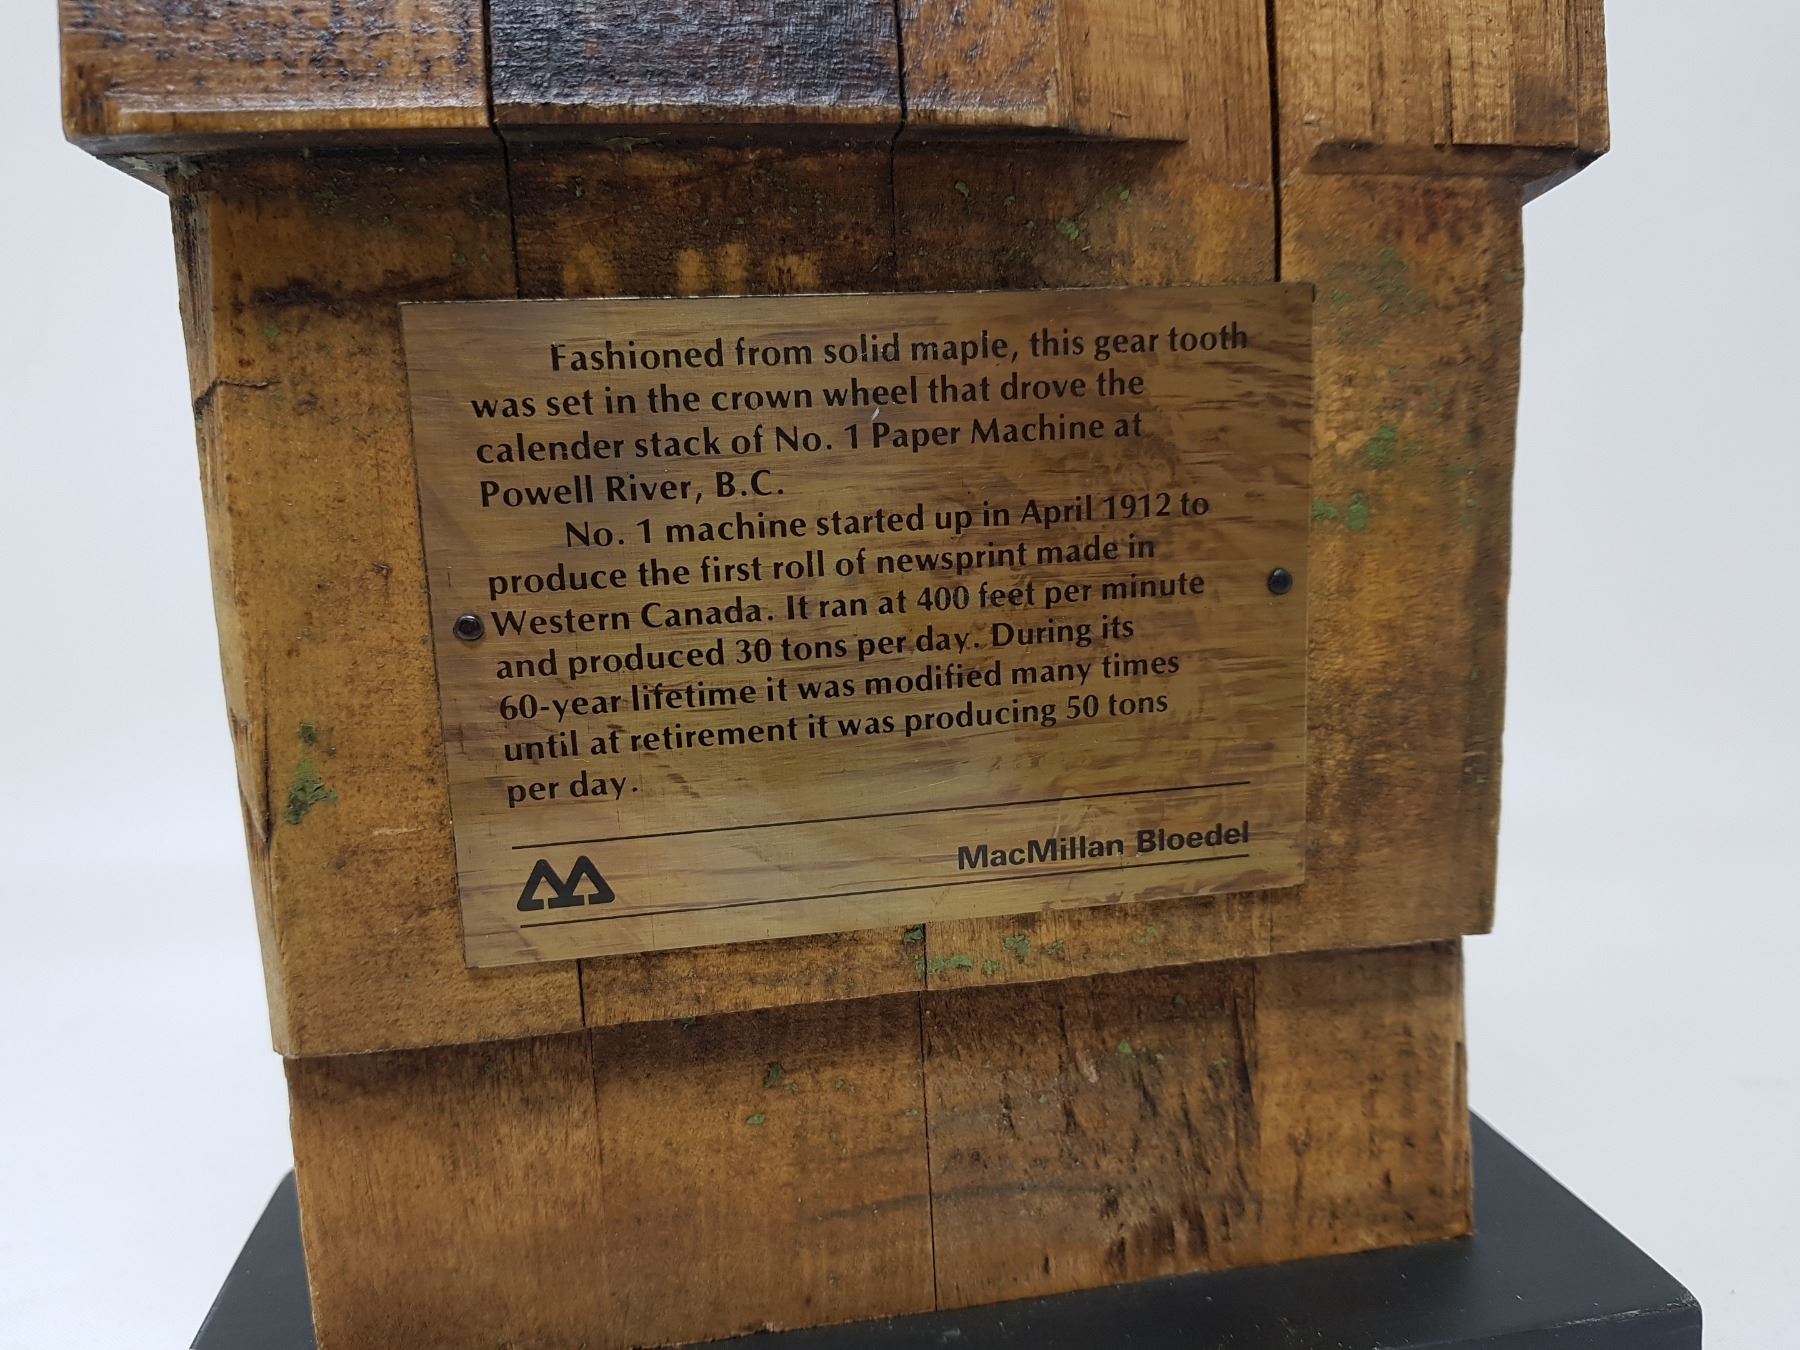 Fashioned from solid maple, this gear tooth
was set in the crown wheel that drove the
calender stack of No. 1 Paper Machine at
Powell River, B.C.
No. 1 machine started up in April 1912 to
produce the first roll of newsprint made in
Western Canada. It ran at 400 feet per minute
and produced 30 tons per day. During its
60-year lifetime it was modified many times
until at retirement it was producing 50 tons
per day.
MacMillan Bloedel